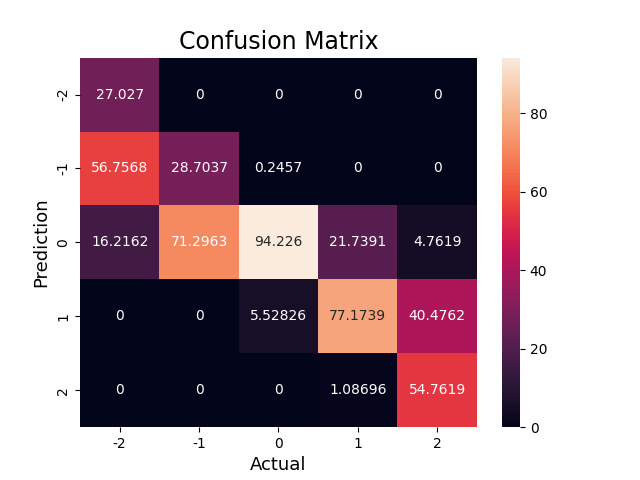 Confusion Matrix
Prediction
-2 27.027 0 0 0 0
-1 56.7568 28.7037 0.2457 0 0
0 16.2162 71.2963 94.226 21.7391 4.7619
1 0 0 5.52826 77.1739 40.4762
2 0 0 0 1.08696 54.7619
-2 -1 0 1 2
Actual
80
60
40
20
0